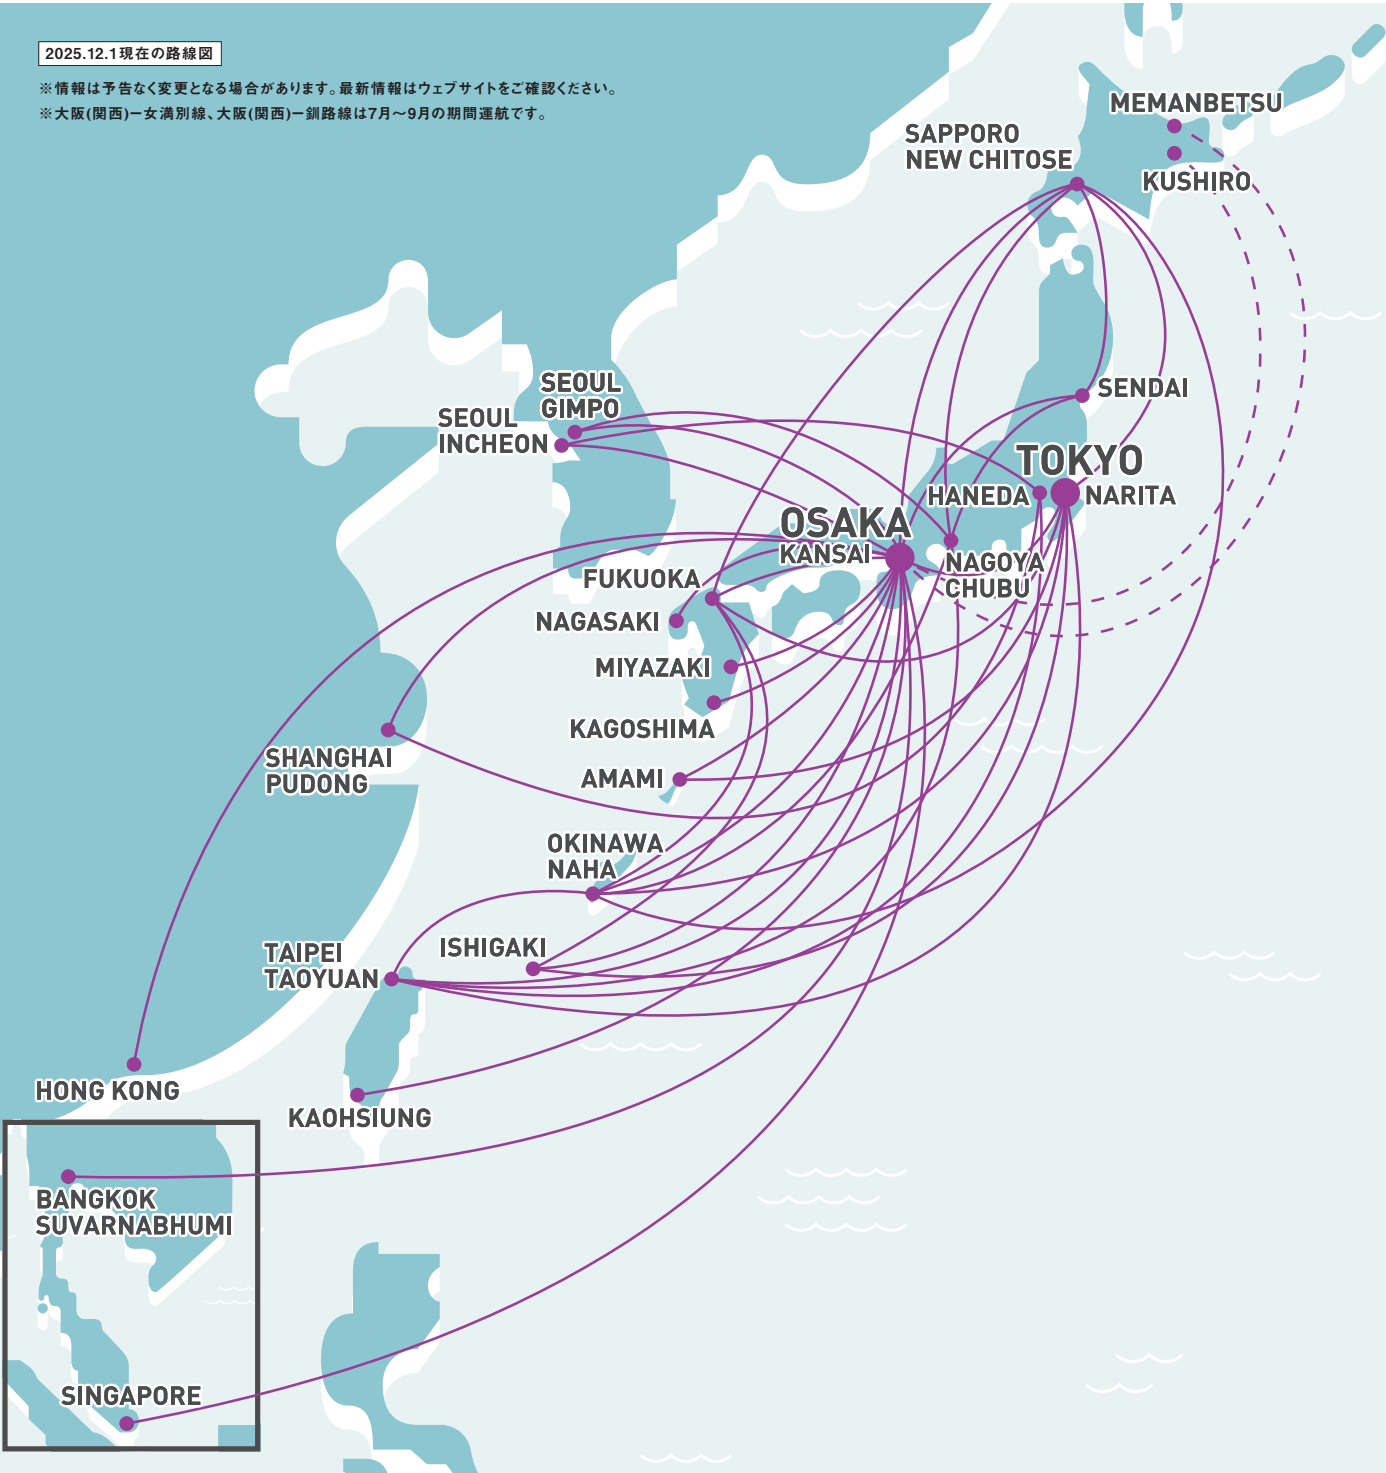 2025.12.1現在の路線図
※情報は予告なく変更となる場合があります。最新情報はウェブサイトをご確認ください。
※大阪(関西)ー女満別線、大阪(関西)ー釧路線は7月〜9月の期間運航です。
MEMANBETSU
SAPPORO
NEW CHITOSE
KUSHIRO
SEOUL
GIMPO
SEOUL
INCHEON
SENDAI
TOKYO
HANEDA
NARITA
OSAKA
KANSAI
NAGOYA
CHUBU
FUKUOKA
NAGASAKI
MIYAZAKI
KAGOSHIMA
SHANGHAI
PUDONG
AMAMI
OKINAWA
NAHA
ISHIGAKI
TAIPEI
TAOYUAN
HONG KONG
KAOHSIUNG
BANGKOK
SUVARNABHUMI
SINGAPORE